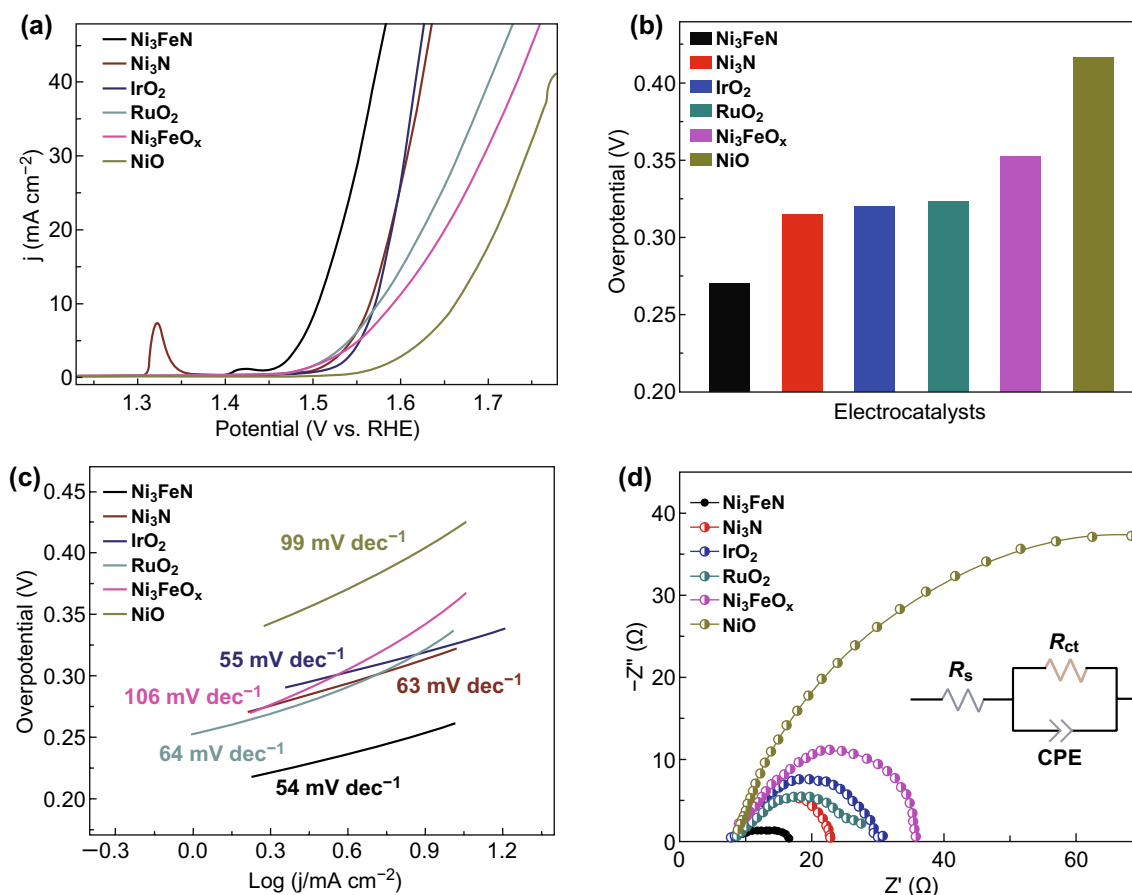 (a)
Ni₃FeN
Ni₃N
IrO₂
RuO₂
Ni₃FeOₓ
NiO
40
30
20
10
0
j (mA cm⁻²)
1.3
1.4
1.5
1.6
1.7
Potential (V vs. RHE)
(b)
Ni₃FeN
Ni₃N
IrO₂
RuO₂
Ni₃FeOₓ
NiO
0.40
0.35
0.30
0.25
0.20
Overpotential (V)
Electrocatalysts
(c)
Ni₃FeN
Ni₃N
IrO₂
RuO₂
Ni₃FeOₓ
NiO
0.45
0.40
0.35
0.30
0.25
0.20
Overpotential (V)
99 mV dec⁻¹
55 mV dec⁻¹
106 mV dec⁻¹
63 mV dec⁻¹
64 mV dec⁻¹
54 mV dec⁻¹
−0.3
0.0
0.3
0.6
0.9
1.2
Log (j/mA cm⁻²)
(d)
Ni₃FeN
Ni₃N
IrO₂
RuO₂
Ni₃FeOₓ
NiO
40
30
20
10
0
−Z″ (Ω)
Rct
Rs
CPE
0
20
40
60
Z′ (Ω)